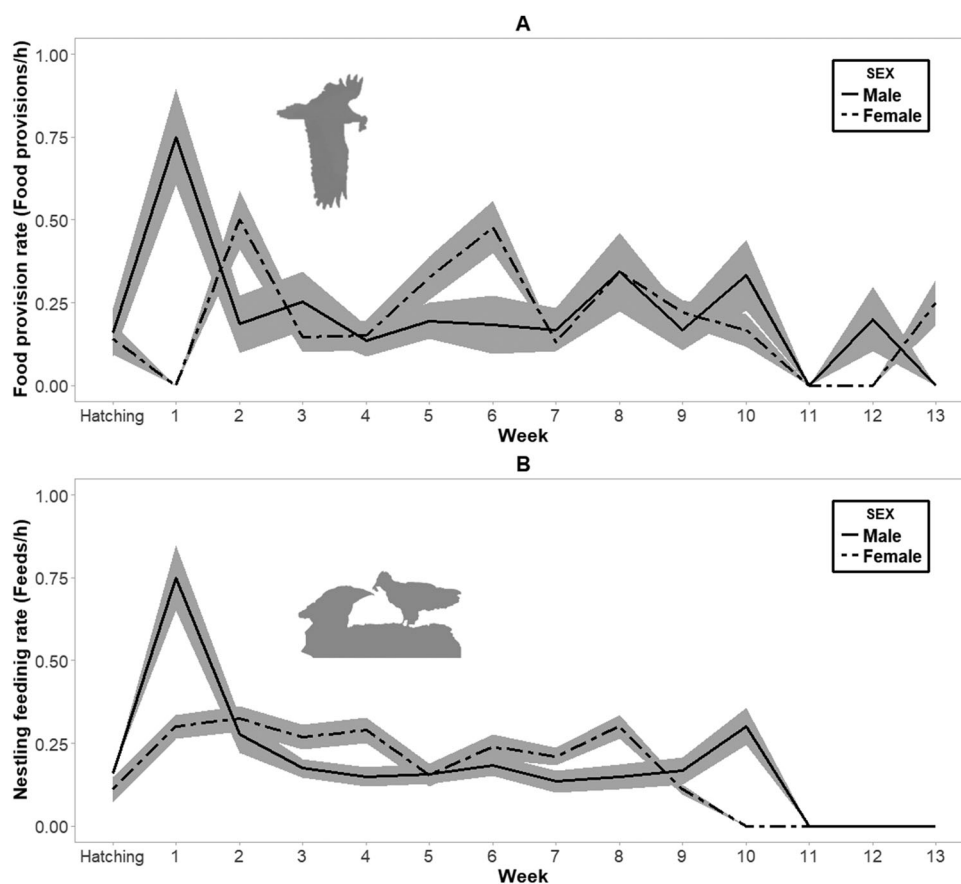 A
Food provision rate (Food provisions/h)
1.00
0.75
0.50
0.25
0.00
SEX
Male
Female
Hatching 1 2 3 4 5 6 7 8 9 10 11 12 13
Week
B
Nestling feedinig rate (Feeds/h)
1.00
0.75
0.50
0.25
0.00
SEX
Male
Female
Hatching 1 2 3 4 5 6 7 8 9 10 11 12 13
Week